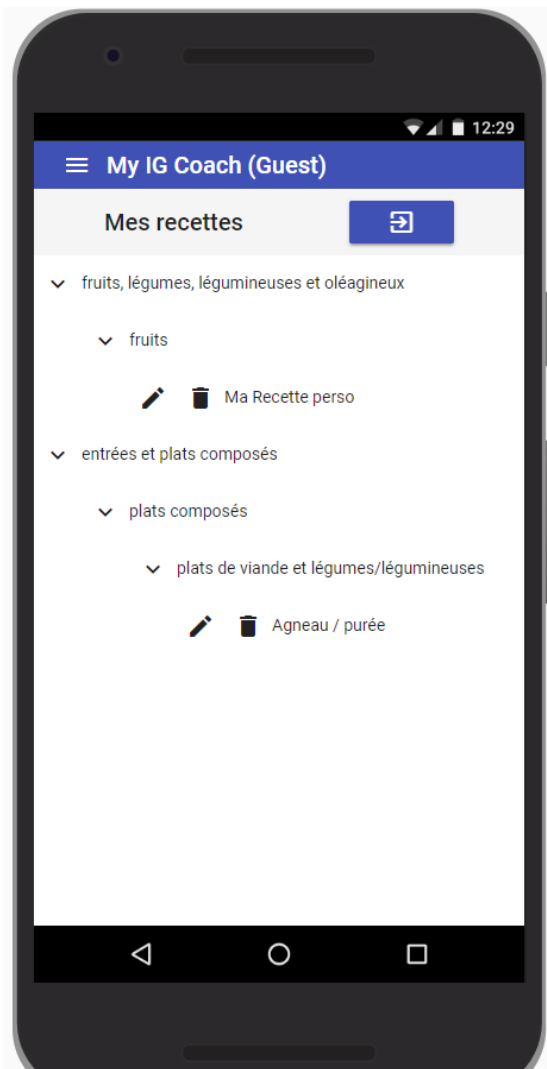 12:29
My IG Coach (Guest)
Mes recettes
fruits, légumes, légumineuses et oléagineux
fruits
Ma Recette perso
entrées et plats composés
plats composés
plats de viande et légumes/légumineuses
Agneau / purée